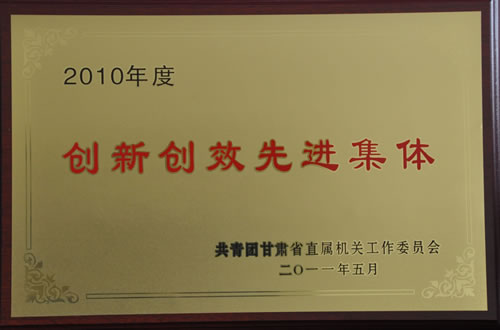 2010年度
创新创效先进集体
共青团甘肃省直属机关工作委员会
二〇一一年五月